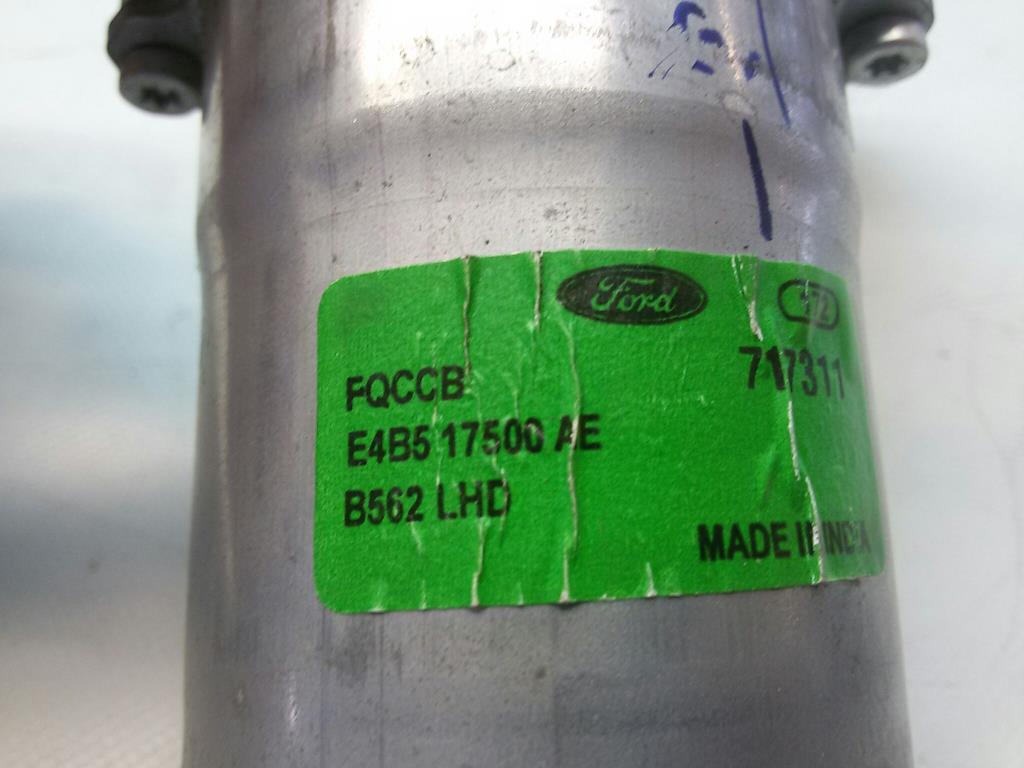 Ford
717311
FQCCB
E4B5 17500 AE
B562 LHD
MADE IN INDIA